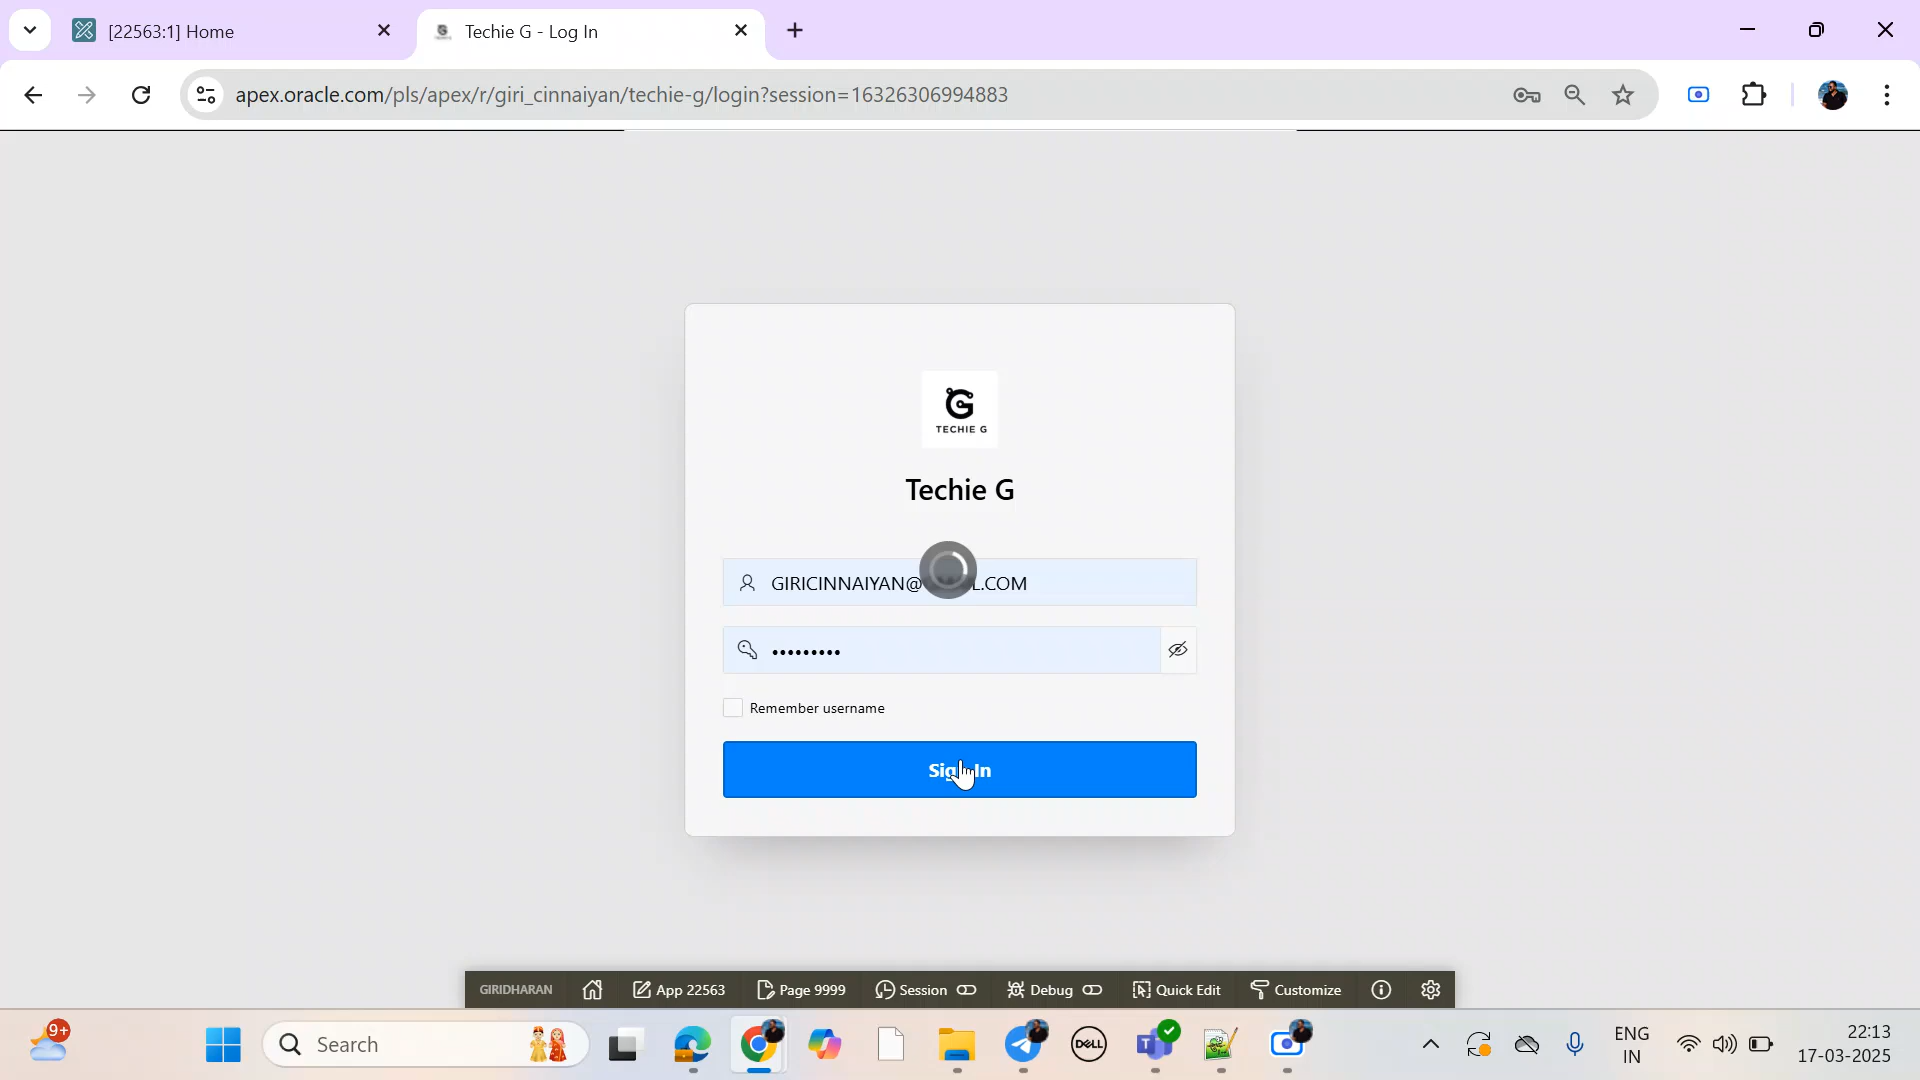 [22563:1] Home
Techie G - Log In
apex.oracle.com/pls/apex/r/giri_cinnaiyan/techie-g/login?session=16326306994883
G
TECHIE G
Techie G
GIRICINNAIYAN@ L.COM
•••••••••
Remember username
Sign In
GIRIDHARAN
App 22563
Page 9999
Session
Debug
Quick Edit
Customize
9+
Search
DELL
ENG
IN
22:13
17-03-2025